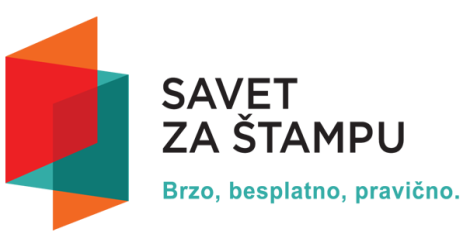 SAVET
ZA ŠTAMPU
Brzo, besplatno, pravično.